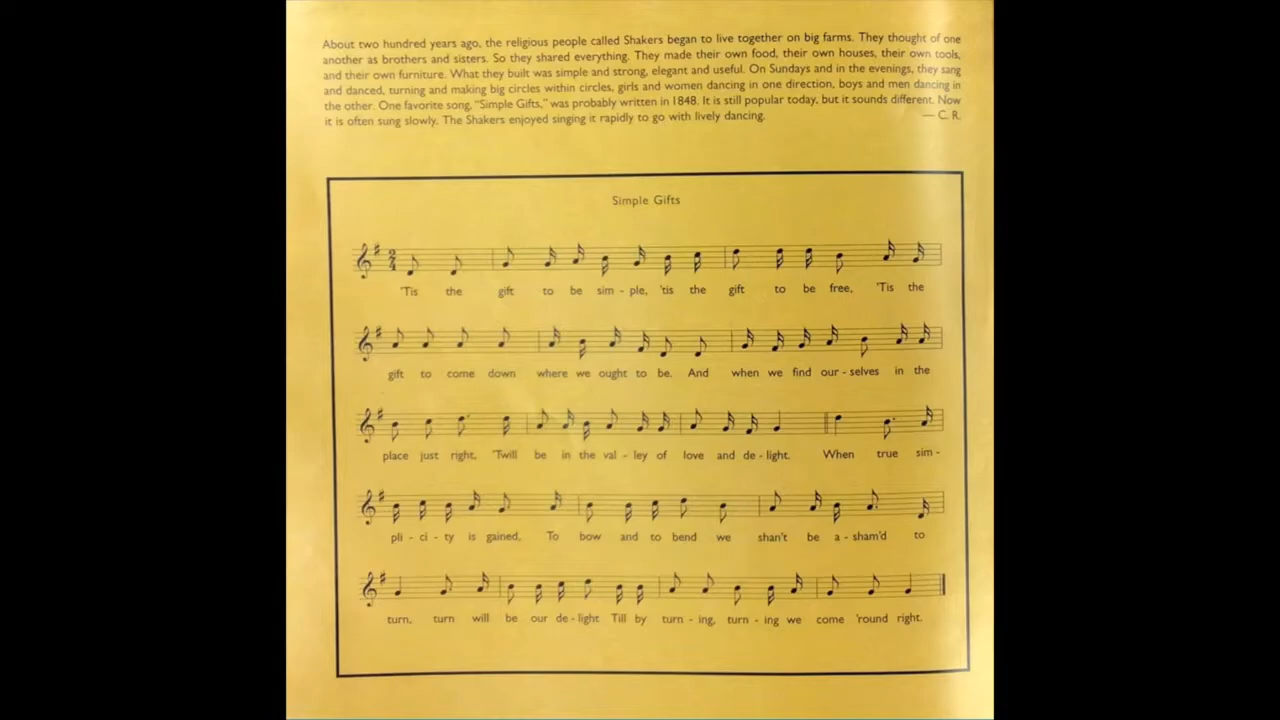 About two hundred years ago, the religious people called Shakers began to live together on big farms. They thought of one
another as brothers and sisters. So they shared everything. They made their own food, their own houses, their own tools,
and their own furniture. What they built was simple and strong, elegant and useful. On Sundays and in the evenings, they sang
and danced, turning and making big circles within circles, girls and women dancing in one direction, boys and men dancing in
the other. One favorite song, "Simple Gifts," was probably written in 1848. It is still popular today, but it sounds different. Now
it is often sung slowly. The Shakers enjoyed singing it rapidly to go with lively dancing. — C. R.
Simple Gifts
2
4
'Tis the gift to be sim - ple, 'tis the gift to be free, 'Tis the
gift to come down where we ought to be. And when we find our - selves in the
place just right, 'Twill be in the val - ley of love and de - light. When true sim -
pli - ci - ty is gained, To bow and to bend we shan't be a - sham'd to
turn, turn will be our de - light Till by turn - ing, turn - ing we come 'round right.